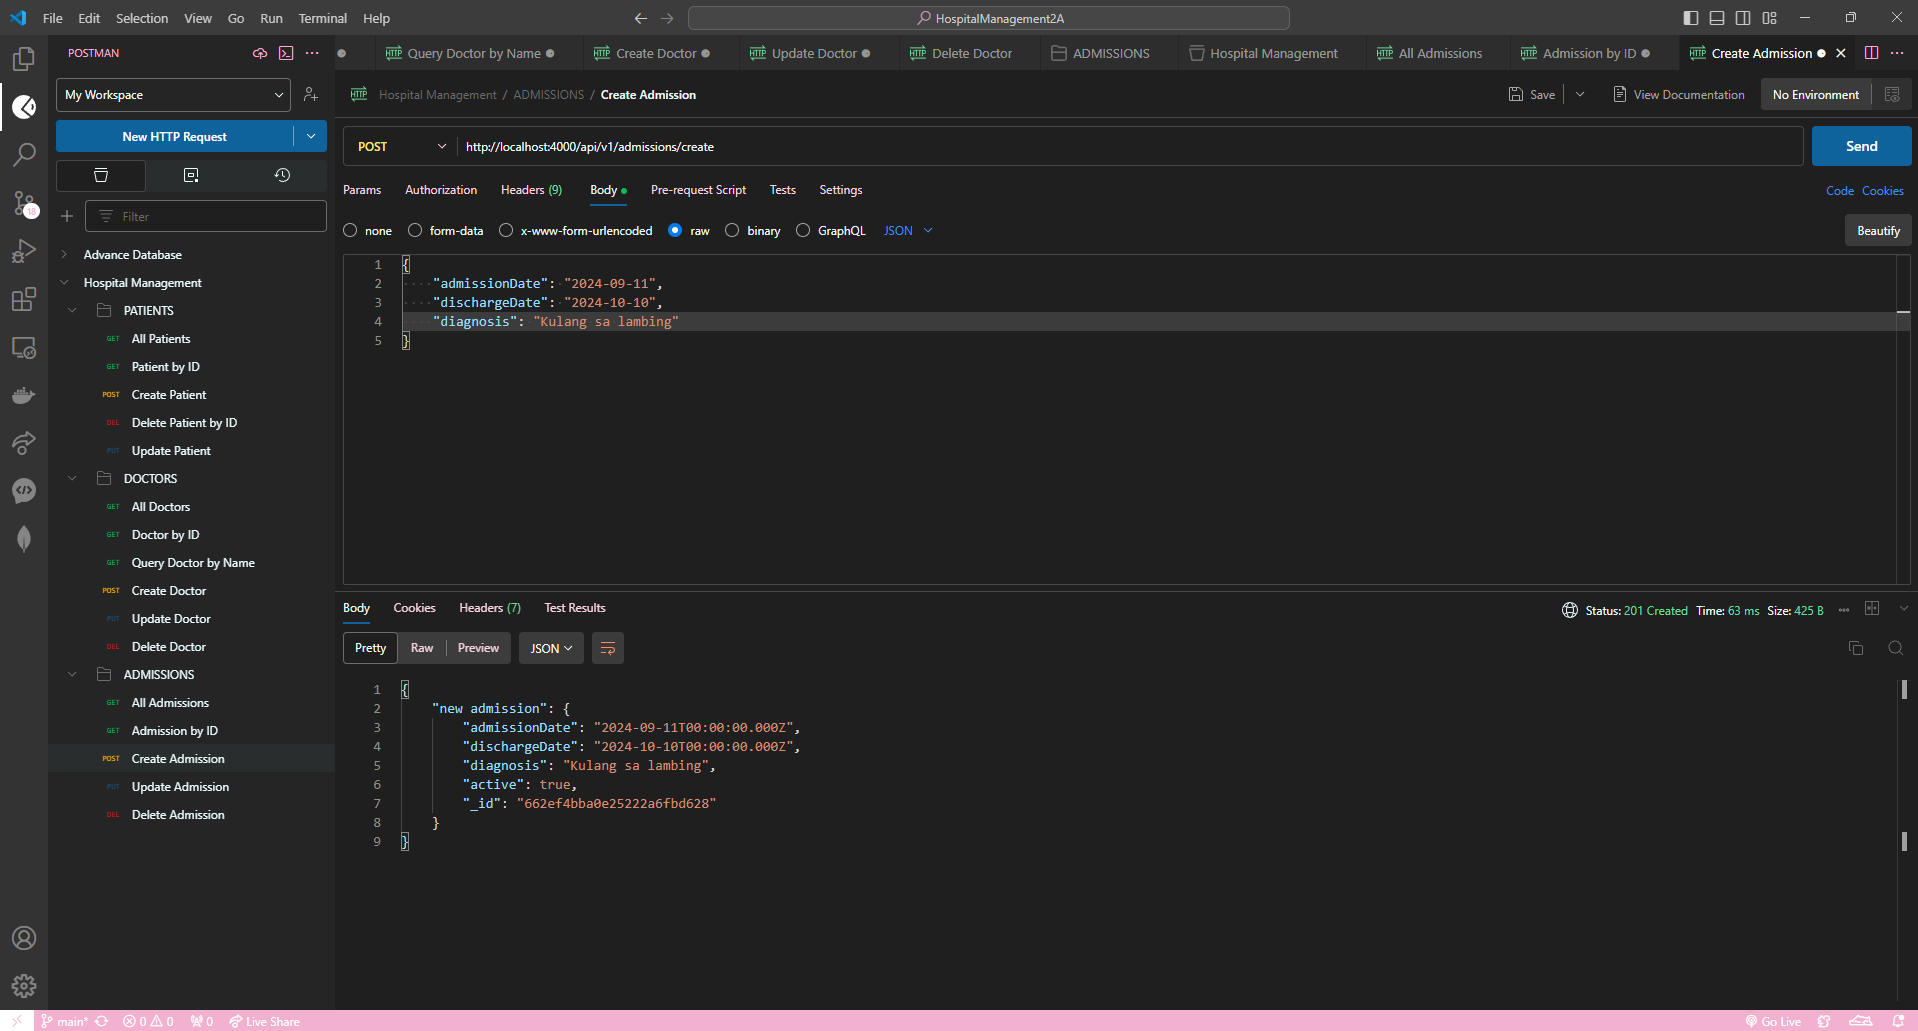 File Edit Selection View Go Run Terminal Help
HospitalManagement2A
POSTMAN
Query Doctor by Name
Create Doctor
Update Doctor
Delete Doctor
ADMISSIONS
Hospital Management
All Admissions
Admission by ID
Create Admission
My Workspace
Hospital Management / ADMISSIONS / Create Admission
Save
View Documentation
No Environment
New HTTP Request
POST
http://localhost:4000/api/v1/admissions/create
Send
Params Authorization Headers (9) Body Pre-request Script Tests Settings
Code Cookies
Filter
none form-data x-www-form-urlencoded raw binary GraphQL JSON
Beautify
18
Advance Database
Hospital Management
PATIENTS
GET All Patients
GET Patient by ID
POST Create Patient
DEL Delete Patient by ID
PUT Update Patient
DOCTORS
GET All Doctors
GET Doctor by ID
GET Query Doctor by Name
POST Create Doctor
PUT Update Doctor
DEL Delete Doctor
ADMISSIONS
GET All Admissions
GET Admission by ID
POST Create Admission
PUT Update Admission
DEL Delete Admission
1 {
2 "admissionDate": "2024-09-11",
3 "dischargeDate": "2024-10-10",
4 "diagnosis": "Kulang sa lambing"
5 }
Body Cookies Headers (7) Test Results
Status: 201 Created Time: 63 ms Size: 425 B
Pretty Raw Preview JSON
1 {
2 "new admission": {
3 "admissionDate": "2024-09-11T00:00:00.000Z",
4 "dischargeDate": "2024-10-10T00:00:00.000Z",
5 "diagnosis": "Kulang sa lambing",
6 "active": true,
7 "_id": "662ef4bba0e25222a6fbd628"
8 }
9 }
main* 0 0 0 Live Share
Go Live